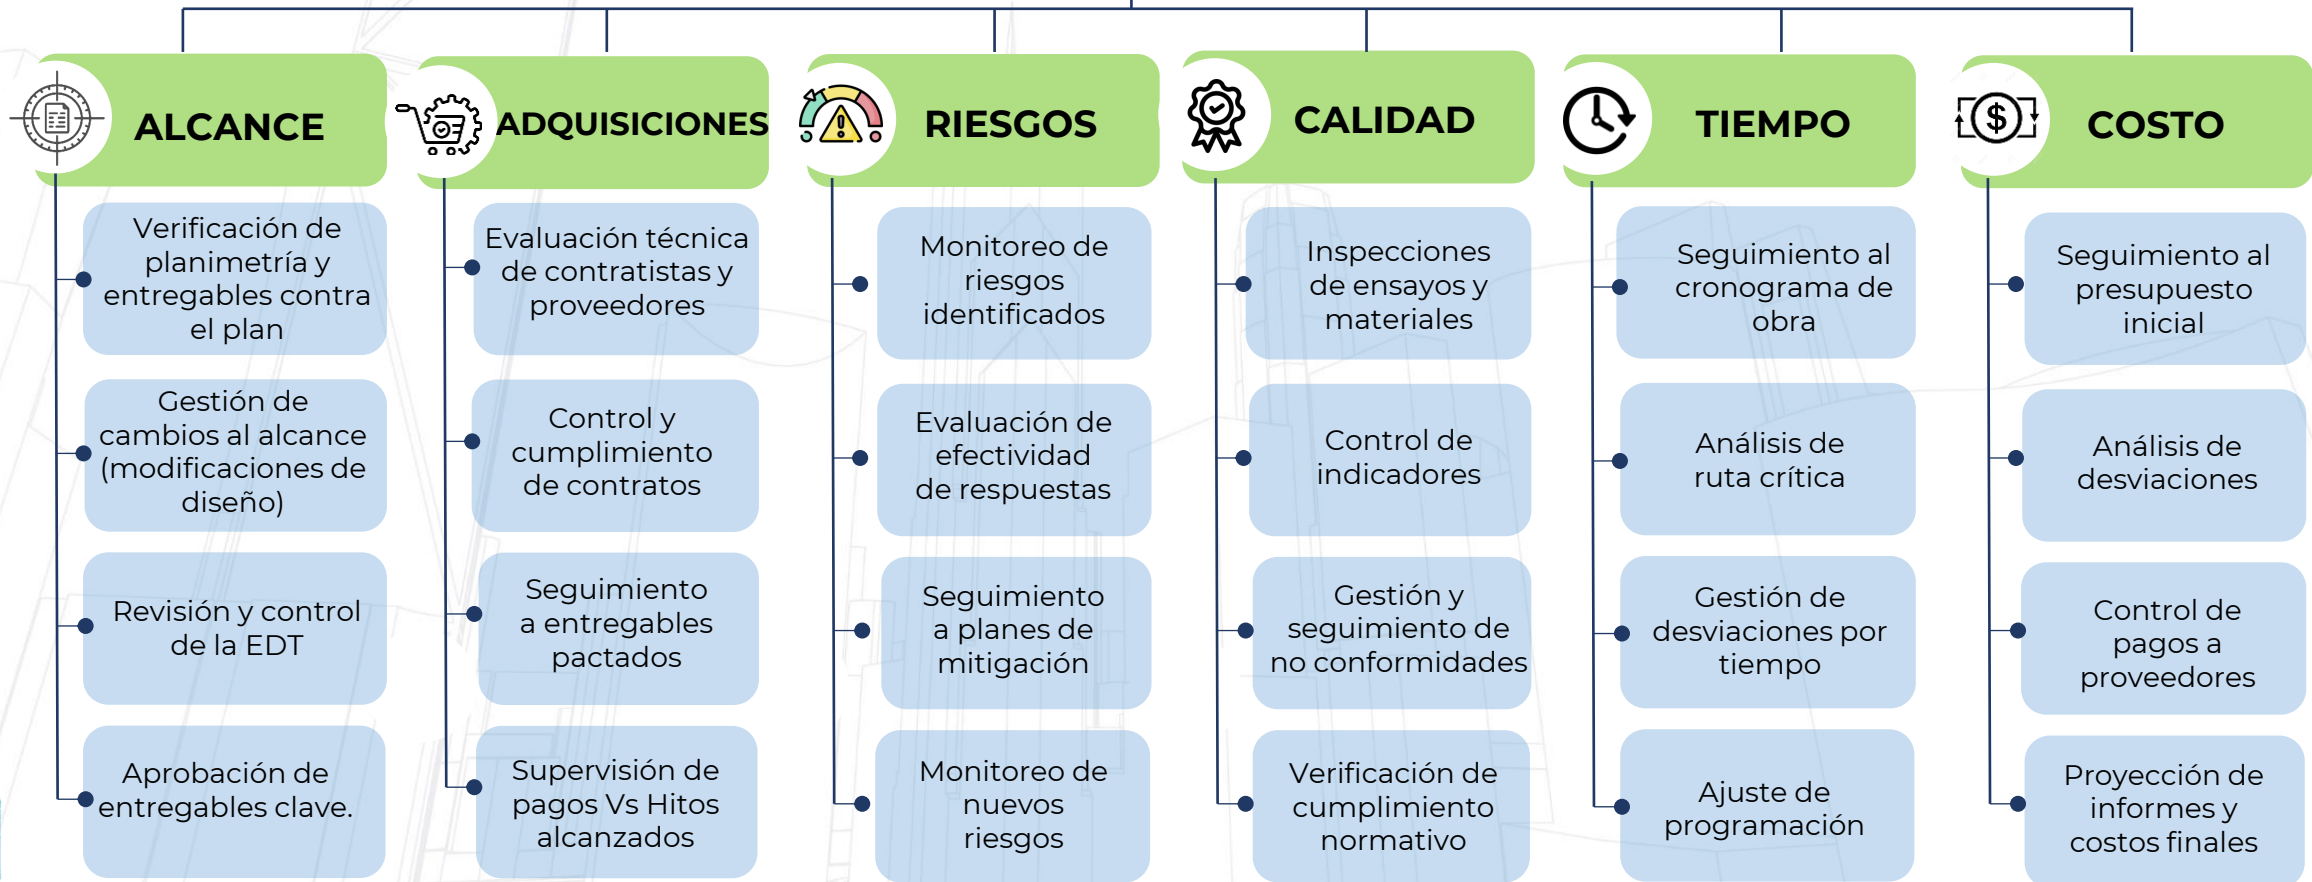 ALCANCE
Verificación de
planimetría y
entregables contra
el plan
Gestión de
cambios al alcance
(modificaciones de
diseño)
Revisión y control
de la EDT
Aprobación de
entregables clave.
ADQUISICIONES
Evaluación técnica
de contratistas y
proveedores
Control y
cumplimiento
de contratos
Seguimiento
a entregables
pactados
Supervisión de
pagos Vs Hitos
alcanzados
RIESGOS
Monitoreo de
riesgos
identificados
Evaluación de
efectividad
de respuestas
Seguimiento
a planes de
mitigación
Monitoreo de
nuevos
riesgos
CALIDAD
Inspecciones
de ensayos y
materiales
Control de
indicadores
Gestión y
seguimiento de
no conformidades
Verificación de
cumplimiento
normativo
TIEMPO
Seguimiento al
cronograma de
obra
Análisis de
ruta crítica
Gestión de
desviaciones por
tiempo
Ajuste de
programación
$
COSTO
Seguimiento al
presupuesto
inicial
Análisis de
desviaciones
Control de
pagos a
proveedores
Proyección de
informes y
costos finales